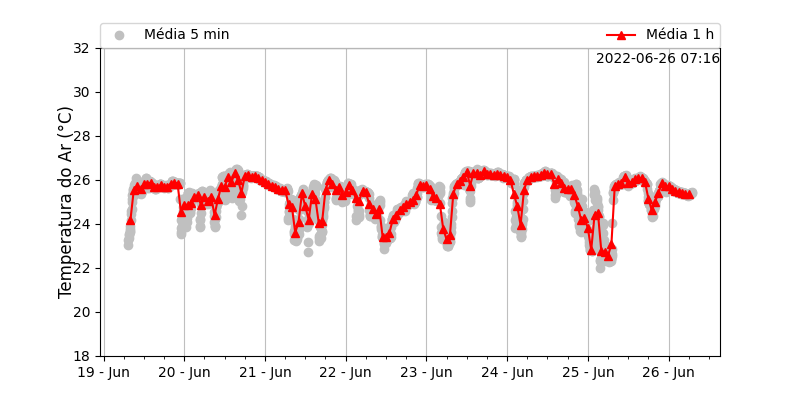 Média 5 min
Média 1 h
2022-06-26 07:16
Temperatura do Ar (°C)
32
30
28
26
24
22
20
18
19 - Jun
20 - Jun
21 - Jun
22 - Jun
23 - Jun
24 - Jun
25 - Jun
26 - Jun